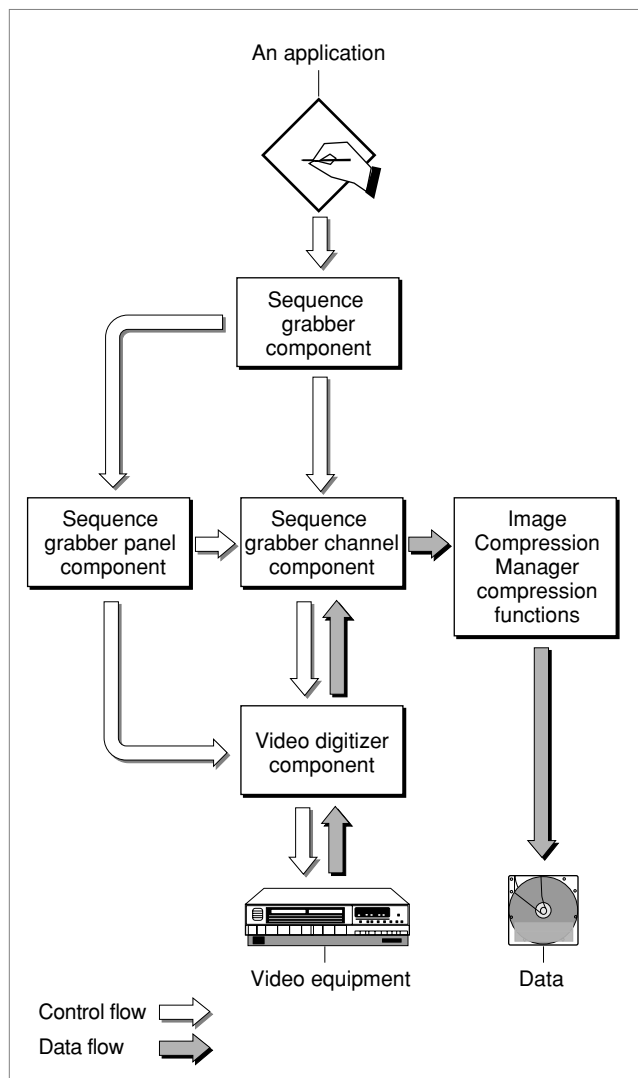 An application
Sequence
grabber
component
Sequence
grabber panel
component
Sequence
grabber channel
component
Image
Compression
Manager
compression
functions
Video digitizer
component
Video equipment
Data
Control flow
Data flow